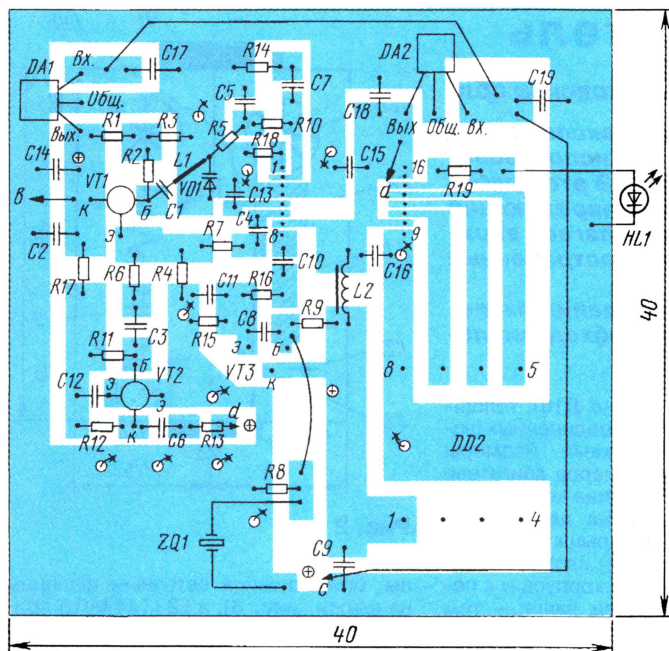 DA1
Вх.
C17
R14
C7
DA2
C19
Общ.
C5
C18
Вых.
R1
R3
R5
R10
Вых
Общ.
Вх.
C14
R2
L1
R18
1
C15
16
VT1
C1
VD1
C13
а
R19
в
К
Б
Э
C4
HL1
C2
R7
8
9
R17
R6
R4
C11
R16
C10
L2
C16
40
R11
C3
R15
C8
R9
Б
Э
Б
VT3
К
8
5
C12
Э
VT2
Э
d
R12
К
C6
R13
DD2
R8
1
4
ZQ1
C9
С
40